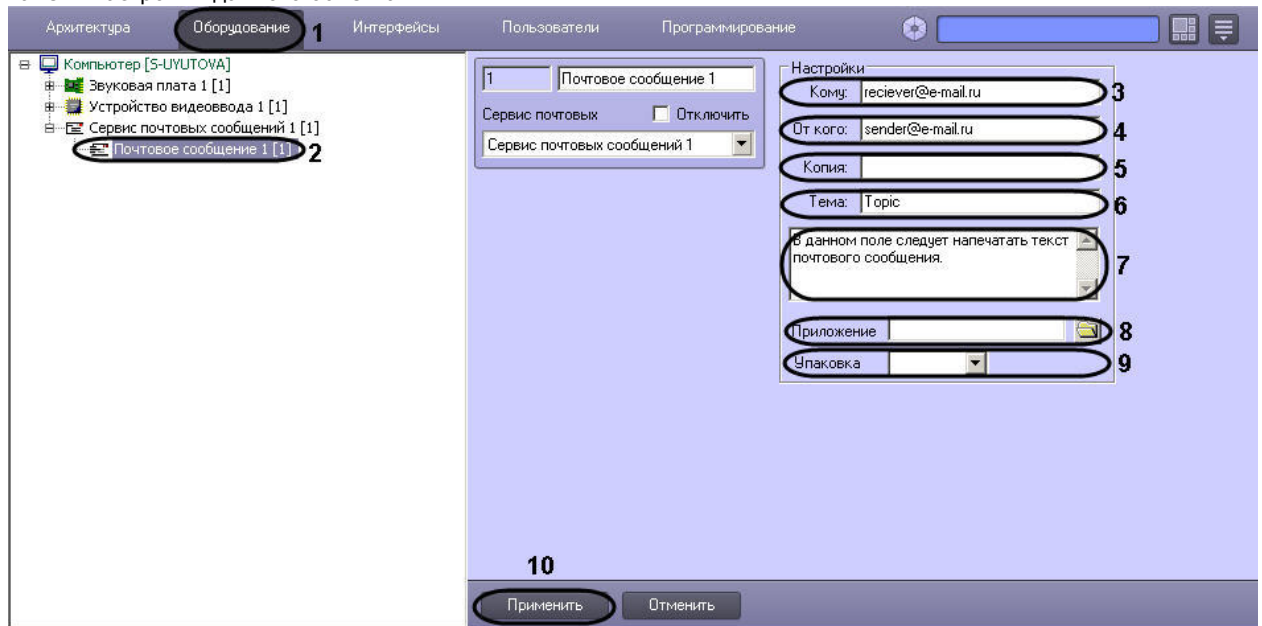 Архитектура Оборудование 1 Интерфейсы Пользователи Программирование
Компьютер [S-UYUTOVA]
Звуковая плата 1 [1]
Устройство видеоввода 1 [1]
Сервис почтовых сообщений 1 [1]
Почтовое сообщение 1 [1] 2
1 Почтовое сообщение 1
Сервис почтовых Отключить
Сервис почтовых сообщений 1
Настройки
Кому: reciever@e-mail.ru 3
От кого: sender@e-mail.ru 4
Копия: 5
Тема: Topic 6
В данном поле следует напечатать текст
почтового сообщения.
7
Приложение 8
Упаковка 9
10
Применить Отменить